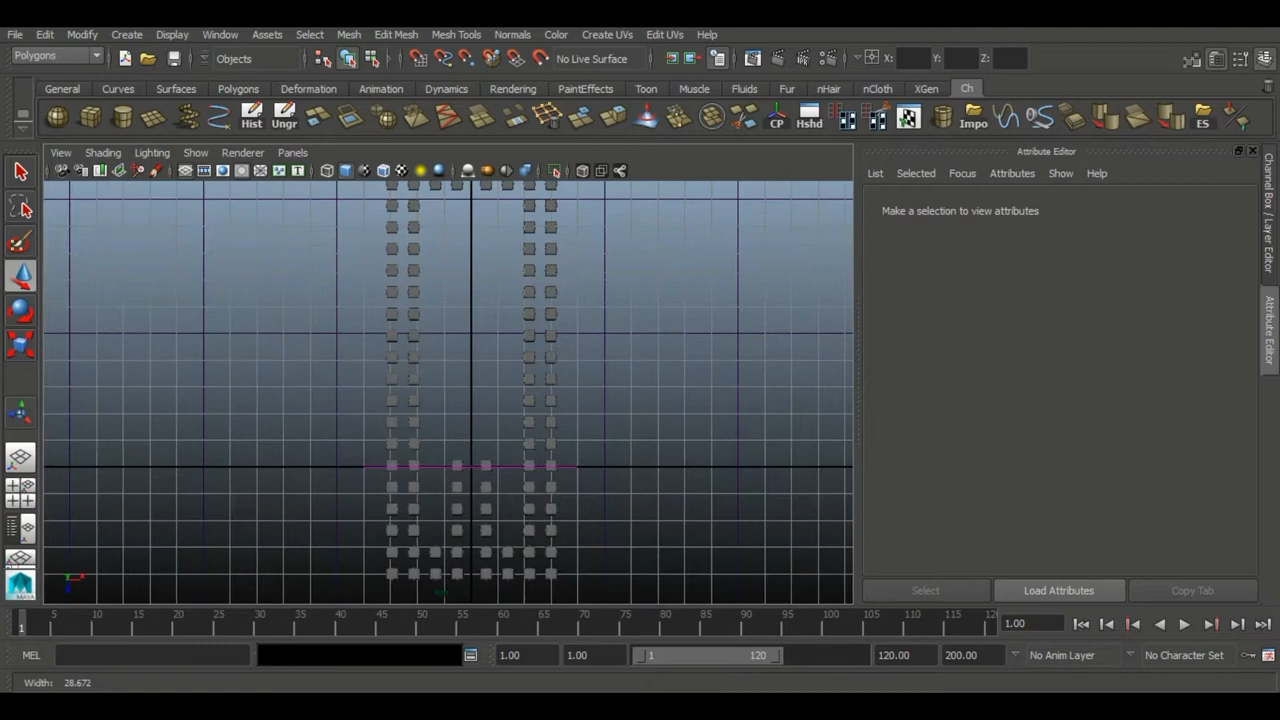 File Edit Modify Create Display Window Assets Select Mesh Edit Mesh Mesh Tools Normals Color Create UVs Edit UVs Help
Polygons Objects No Live Surface X: Y: Z:
General Curves Surfaces Polygons Deformation Animation Dynamics Rendering PaintEffects Toon Muscle Fluids Fur nHair nCloth XGen Ch
Hist Ungr CP Hshd Impo ES
View Shading Lighting Show Renderer Panels
Attribute Editor
List Selected Focus Attributes Show Help
Make a selection to view attributes
Channel Box / Layer Editor
Attribute Editor
Select Load Attributes Copy Tab
y x
MAYA
1 5 10 15 20 25 30 35 40 45 50 55 60 65 70 75 80 85 90 95 100 105 110 115 12 1.00
MEL 1.00 1.00 1 120 120.00 200.00 No Anim Layer No Character Set
Width: 28.672